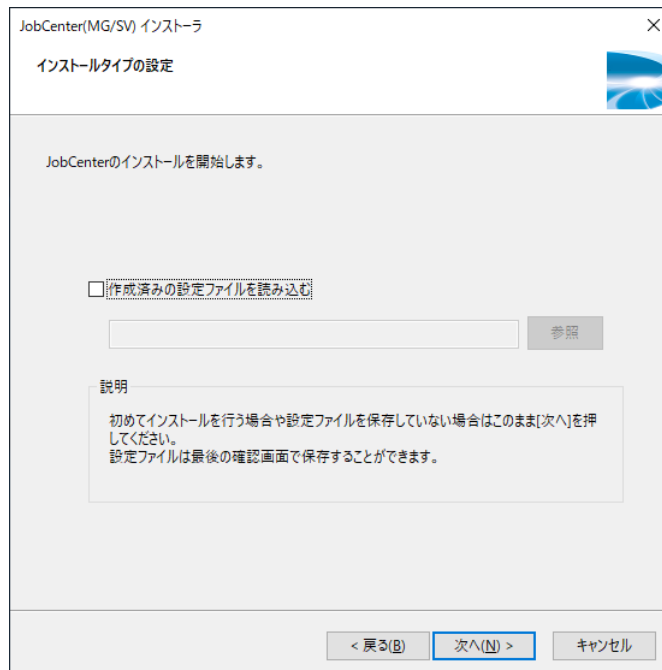 JobCenter(MG/SV) インストーラ
インストールタイプの設定
JobCenterのインストールを開始します。
作成済みの設定ファイルを読み込む
参照
説明
初めてインストールを行う場合や設定ファイルを保存していない場合はこのまま[次へ]を押
してください。
設定ファイルは最後の確認画面で保存することができます。
< 戻る(B)
次へ(N) >
キャンセル